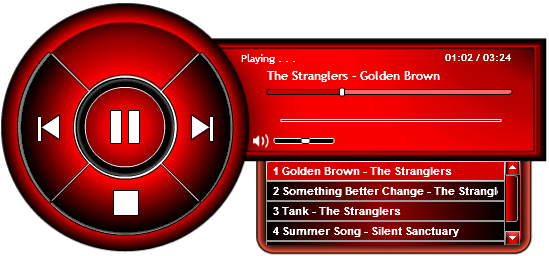 Playing . . .
01:02 / 03:24
The Stranglers - Golden Brown
1 Golden Brown - The Stranglers
2 Something Better Change - The Strangl
3 Tank - The Stranglers
4 Summer Song - Silent Sanctuary